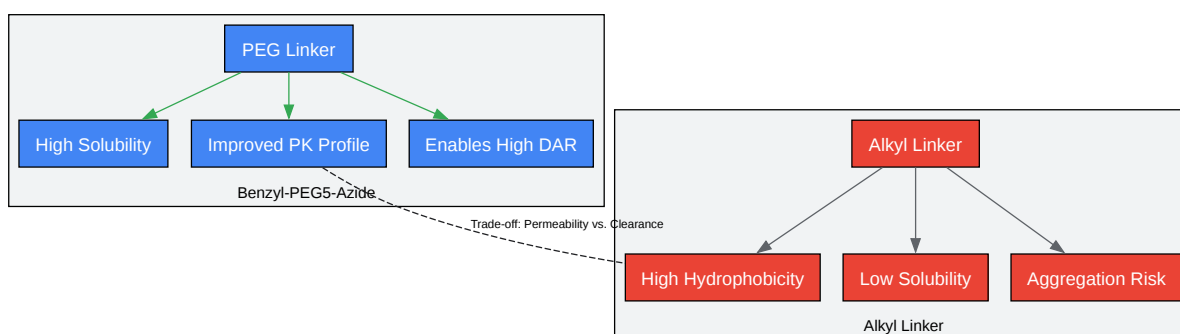 PEG Linker
High Solubility
Improved PK Profile
Enables High DAR
Benzyl-PEG5-Azide
Trade-off: Permeability vs. Clearance
Alkyl Linker
High Hydrophobicity
Low Solubility
Aggregation Risk
Alkyl Linker